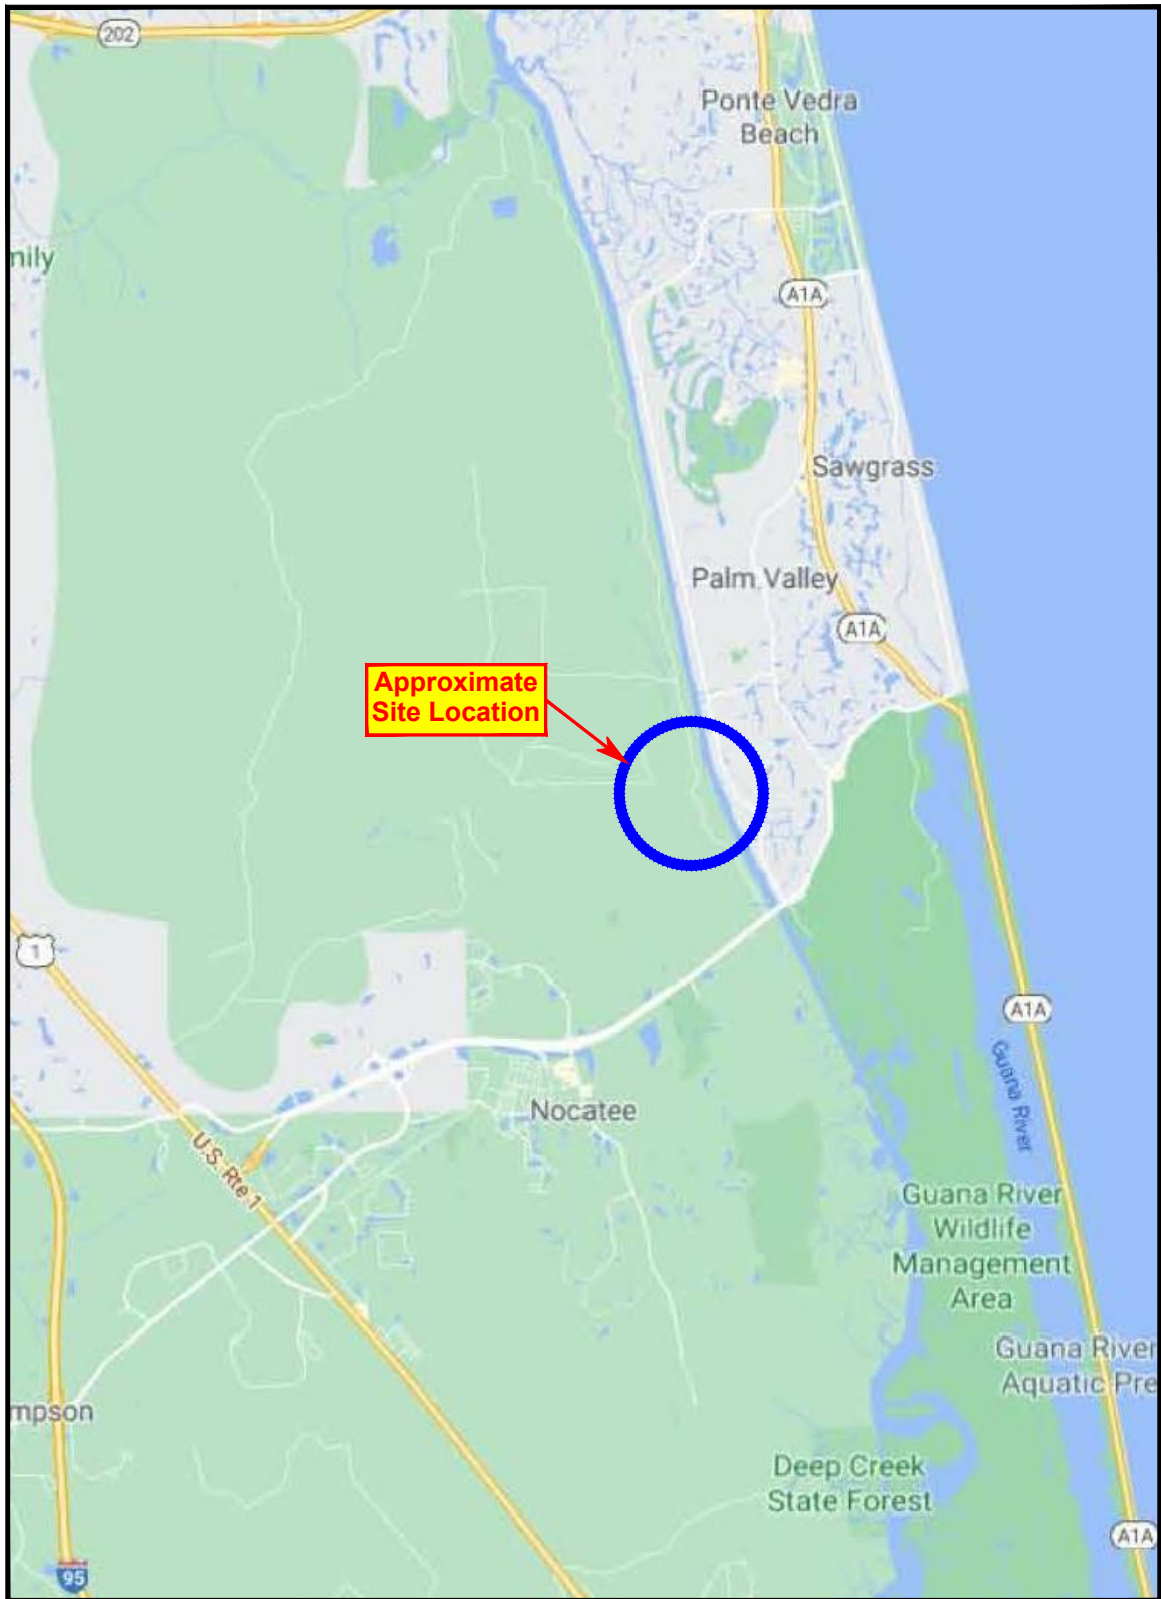 202
Ponte Vedra
Beach
nily
A1A
Sawgrass
Palm Valley
A1A
Approximate
Site Location
1
A1A
Guana River
Nocatee
U.S. Rte 1
Guana River
Wildlife
Management
Area
Guana River
Aquatic Pre
mpson
Deep Creek
State Forest
A1A
95